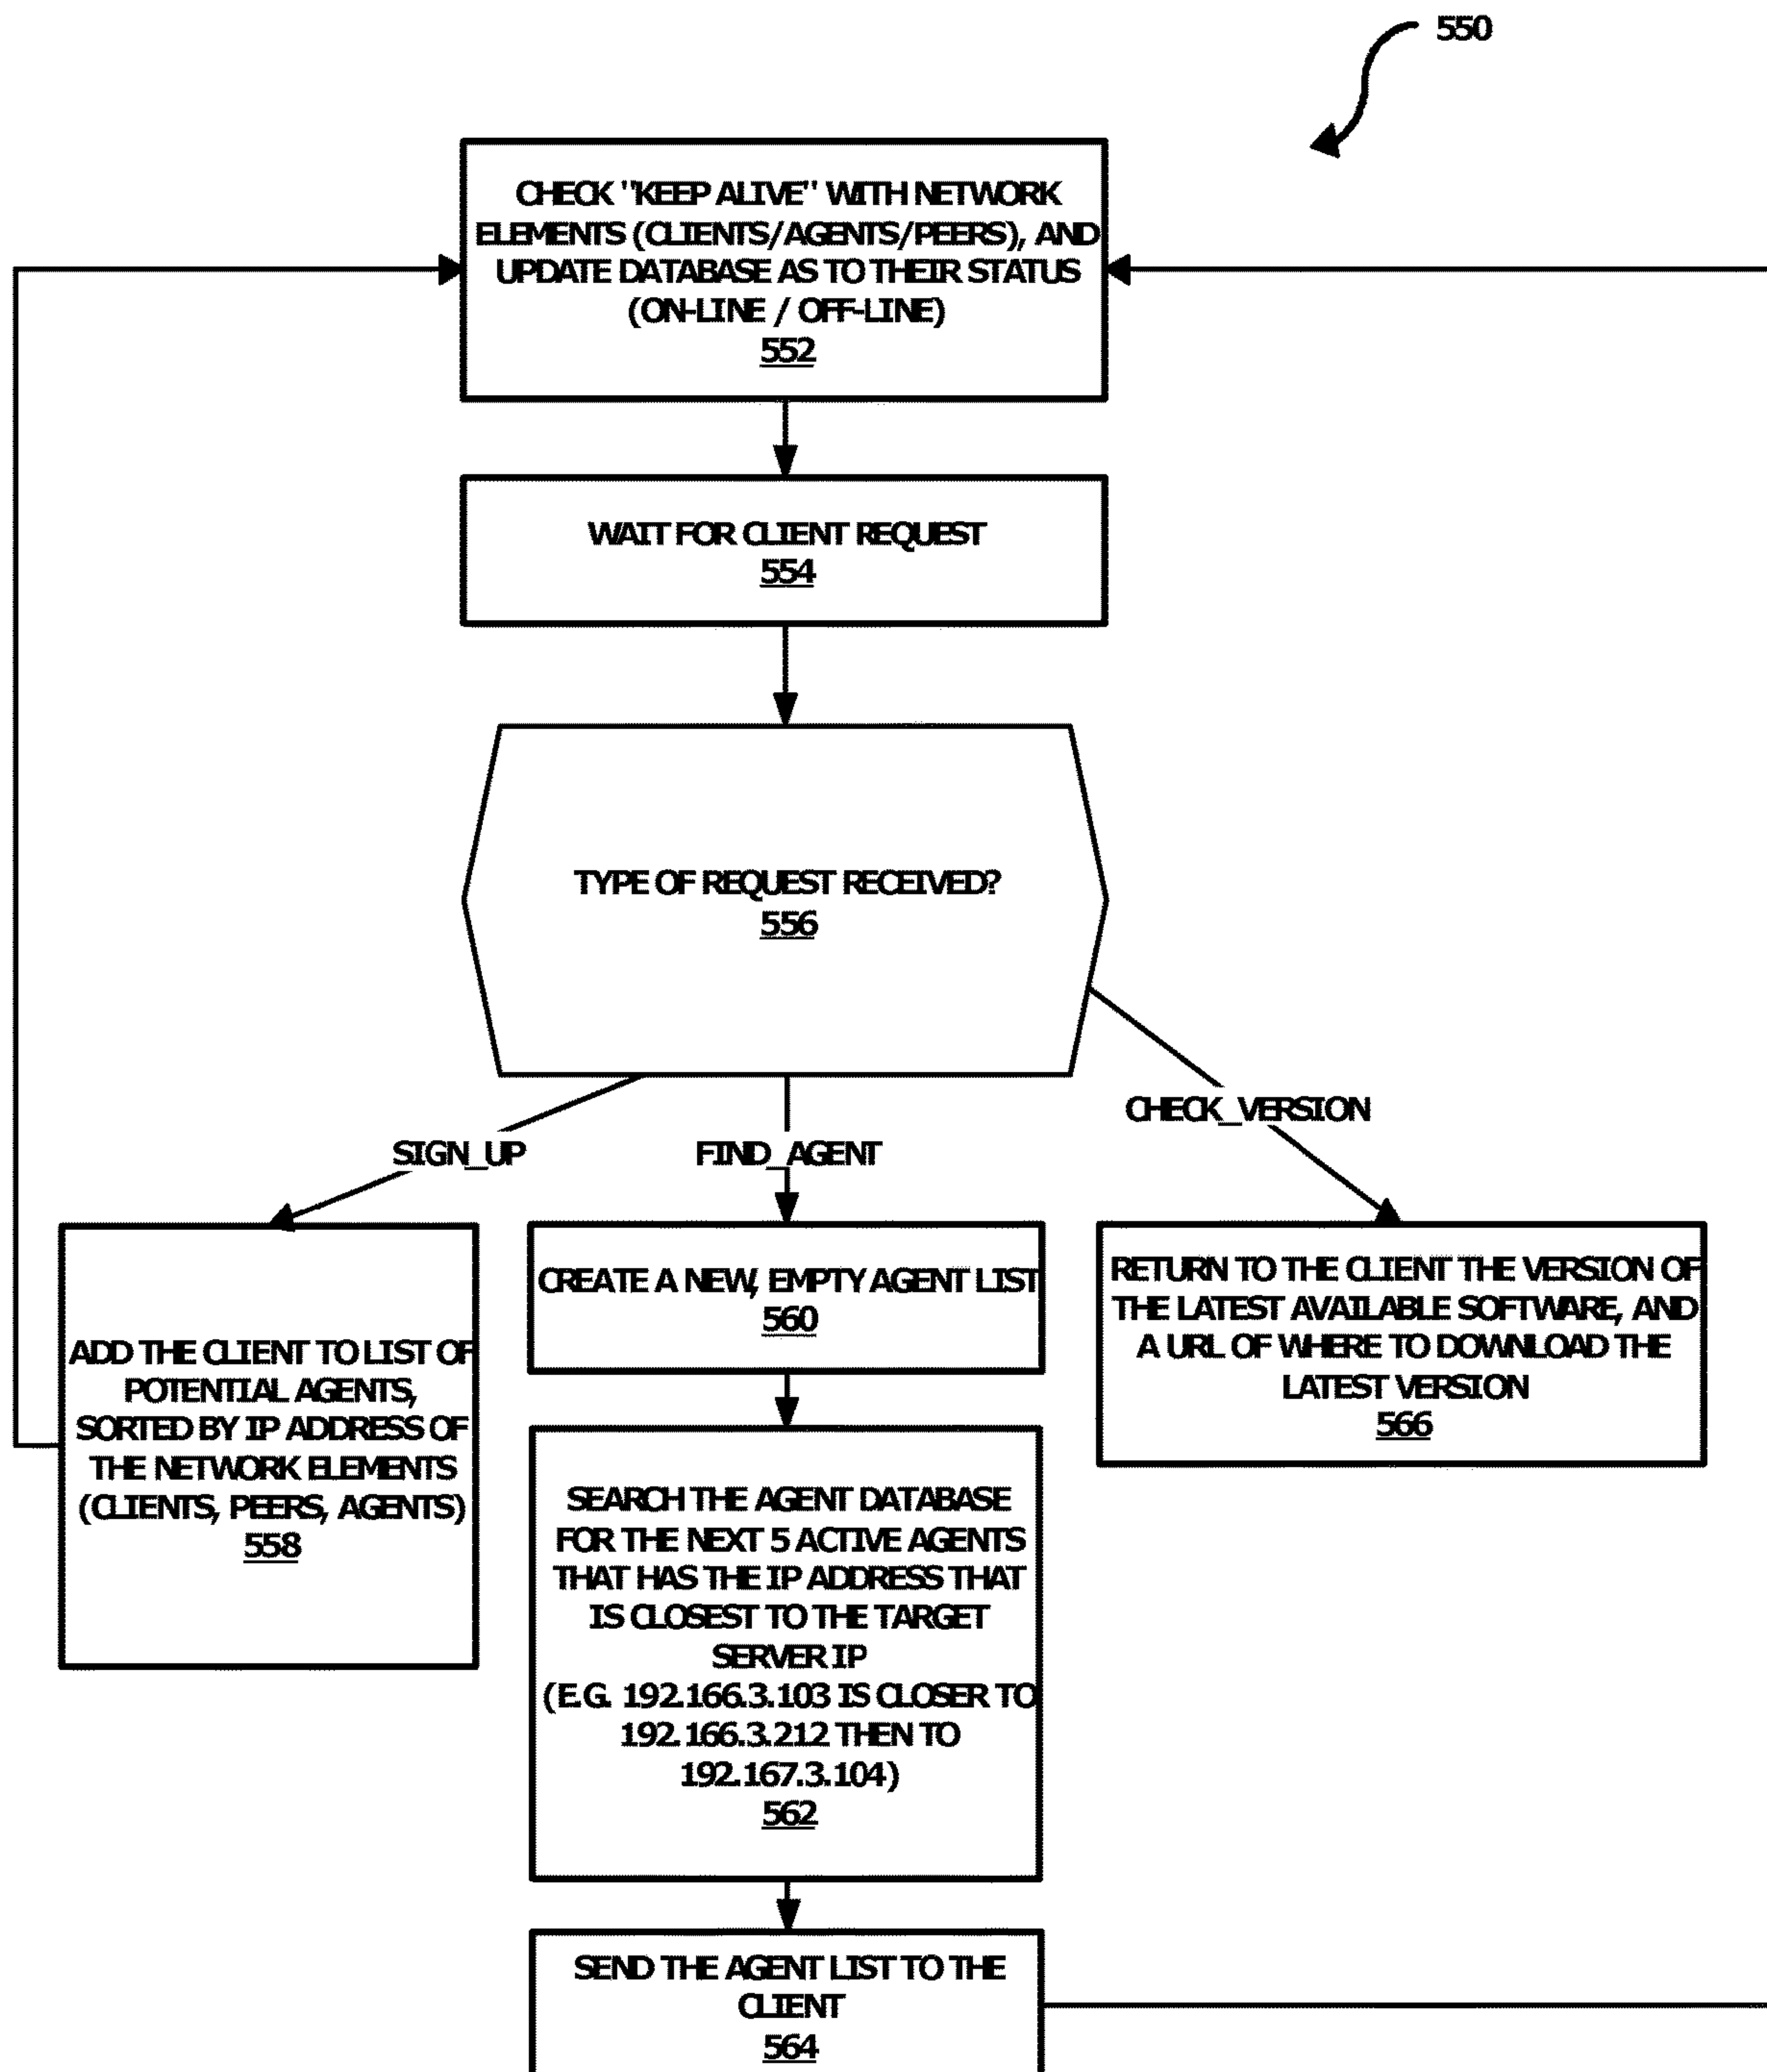 550
CHECK "KEEP ALIVE" WITH NETWORK
ELEMENTS (CLIENTS/AGENTS/PEERS), AND
UPDATE DATABASE AS TO THEIR STATUS
(ON-LINE / OFF-LINE)
552
WAIT FOR CLIENT REQUEST
554
TYPE OF REQUEST RECEIVED?
556
SIGN_UP
FIND_AGENT
CHECK_VERSION
ADD THE CLIENT TO LIST OF
POTENTIAL AGENTS,
SORTED BY IP ADDRESS OF
THE NETWORK ELEMENTS
(CLIENTS, PEERS, AGENTS)
558
CREATE A NEW, EMPTY AGENT LIST
560
SEARCH THE AGENT DATABASE
FOR THE NEXT 5 ACTIVE AGENTS
THAT HAS THE IP ADDRESS THAT
IS CLOSEST TO THE TARGET
SERVER IP
(E.G. 192.166.3.103 IS CLOSER TO
192.166.3.212 THEN TO
192.167.3.104)
562
SEND THE AGENT LIST TO THE
CLIENT
564
RETURN TO THE CLIENT THE VERSION OF
THE LATEST AVAILABLE SOFTWARE, AND
A URL OF WHERE TO DOWNLOAD THE
LATEST VERSION
566